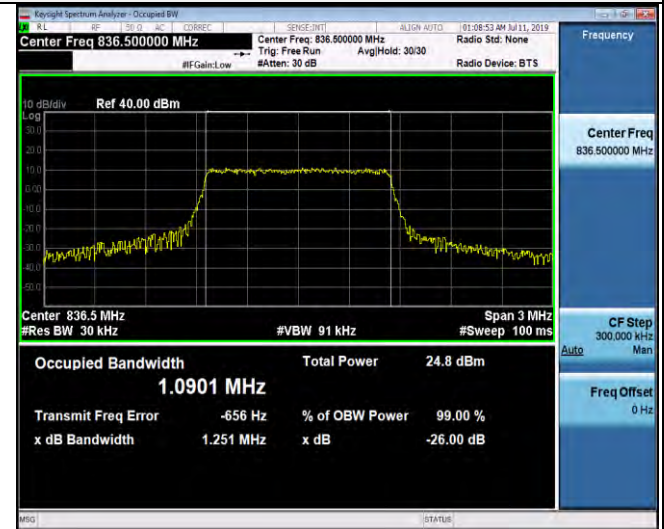 Keysight Spectrum Analyzer - Occupied BW
RL RF 50 Ω AC CORREC SENSE:INT ALIGN AUTO 01:08:53 AM Jul 11, 2019
Center Freq 836.500000 MHz
Center Freq: 836.500000 MHz
Radio Std: None
Trig: Free Run Avg|Hold: 30/30
#IFGain:Low #Atten: 30 dB Radio Device: BTS
10 dB/div Ref 40.00 dBm
Log
30.0
20.0
10.0
0.00
-10.0
-20.0
-30.0
-40.0
-50.0
Center 836.5 MHz Span 3 MHz
#Res BW 30 kHz #VBW 91 kHz #Sweep 100 ms
Occupied Bandwidth Total Power 24.8 dBm
1.0901 MHz
Transmit Freq Error -656 Hz % of OBW Power 99.00 %
x dB Bandwidth 1.251 MHz x dB -26.00 dB
MSG STATUS
Frequency
Center Freq
836.500000 MHz
CF Step
300.000 kHz
Auto Man
Freq Offset
0 Hz